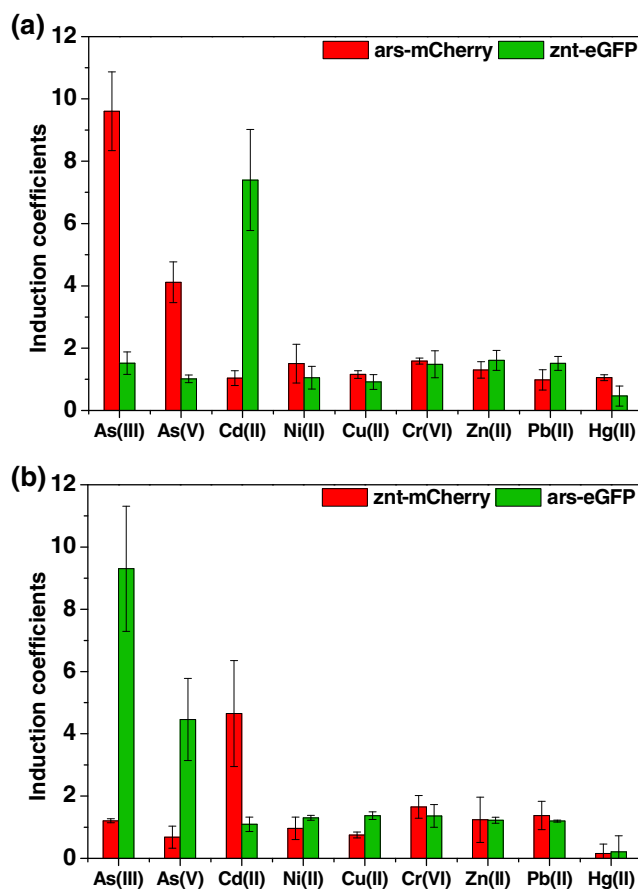 (a)
12
10
8
6
4
2
0
Induction coefficients
ars-mCherry znt-eGFP
As(III) As(V) Cd(II) Ni(II) Cu(II) Cr(VI) Zn(II) Pb(II) Hg(II)
(b)
12
10
8
6
4
2
0
Induction coefficients
znt-mCherry ars-eGFP
As(III) As(V) Cd(II) Ni(II) Cu(II) Cr(VI) Zn(II) Pb(II) Hg(II)